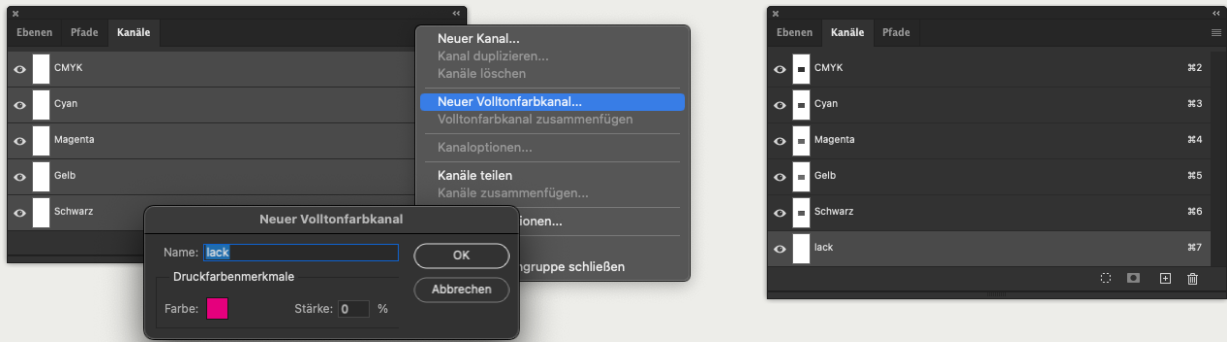 Ebenen Pfade Kanäle
CMYK
Cyan
Magenta
Gelb
Schwarz
Neuer Kanal...
Kanal duplizieren...
Kanäle löschen
Neuer Volltonfarbkanal...
Volltonfarbkanal zusammenfügen
Kanaloptionen...
Kanäle teilen
Kanäle zusammenfügen...
ionen...
ngruppe schließen
Neuer Volltonfarbkanal
Name: lack
OK
Druckfarbenmerkmale
Abbrechen
Farbe: Stärke: 0 %
Ebenen Kanäle Pfade
CMYK ⌘2
Cyan ⌘3
Magenta ⌘4
Gelb ⌘5
Schwarz ⌘6
lack ⌘7